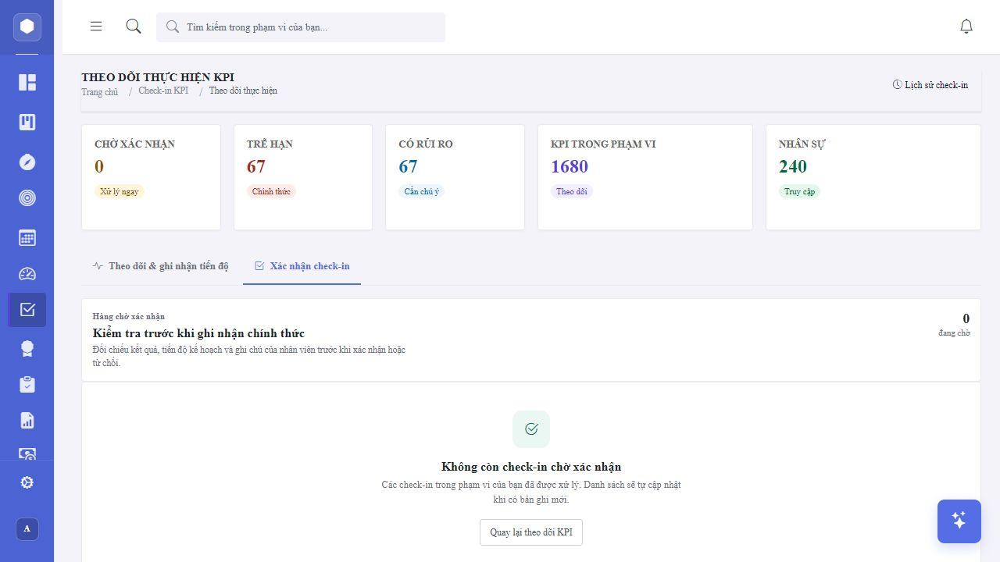 Tìm kiếm trong phạm vi của bạn...
THEO DÕI THỰC HIỆN KPI
Trang chủ / Check-in KPI / Theo dõi thực hiện
Lịch sử check-in
CHỜ XÁC NHẬN
0
Xử lý ngay
TRỄ HẠN
67
Chính thức
CÓ RỦI RO
67
Cần chú ý
KPI TRONG PHẠM VI
1680
Theo dõi
NHÂN SỰ
240
Truy cập
Theo dõi & ghi nhận tiến độ
Xác nhận check-in
Hàng chờ xác nhận
Kiểm tra trước khi ghi nhận chính thức
Đối chiếu kết quả, tiến độ kế hoạch và ghi chú của nhân viên trước khi xác nhận hoặc
từ chối.
0
đang chờ
Không còn check-in chờ xác nhận
Các check-in trong phạm vi của bạn đã được xử lý. Danh sách sẽ tự cập nhật
khi có bản ghi mới.
Quay lại theo dõi KPI
A